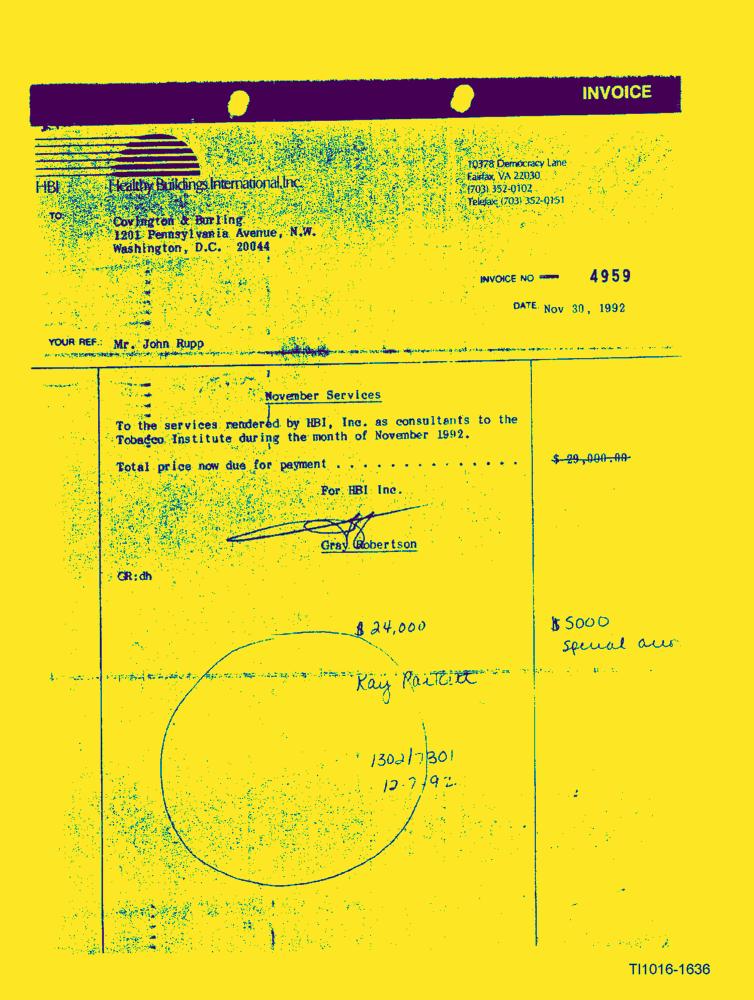 INVOICE
HBI Healthy Buildings International, Inc.
10378 Democracy Lane
Fairfax, VA 22030
(703) 352-0102
Telefax: (703) 352-0151
TO:
Covington & Burling
1201 Pennsylvania Avenue, N.W.
Washington, D.C. 20044
INVOICE NO 4959
DATE Nov 30, 1992
YOUR REF.: Mr. John Rupp
November Services
To the services rendered by HBI, Inc. as consultants to the
Tobacco Institute during the month of November 1992.
Total price now due for payment . . . . . . . . . . . . . . $ 29,000.00
For HBI Inc.
Gray Robertson
GR:dh
$ 24,000
$ 5000
Special
Kay
1302/7301
12-7-92
TI1016-1636